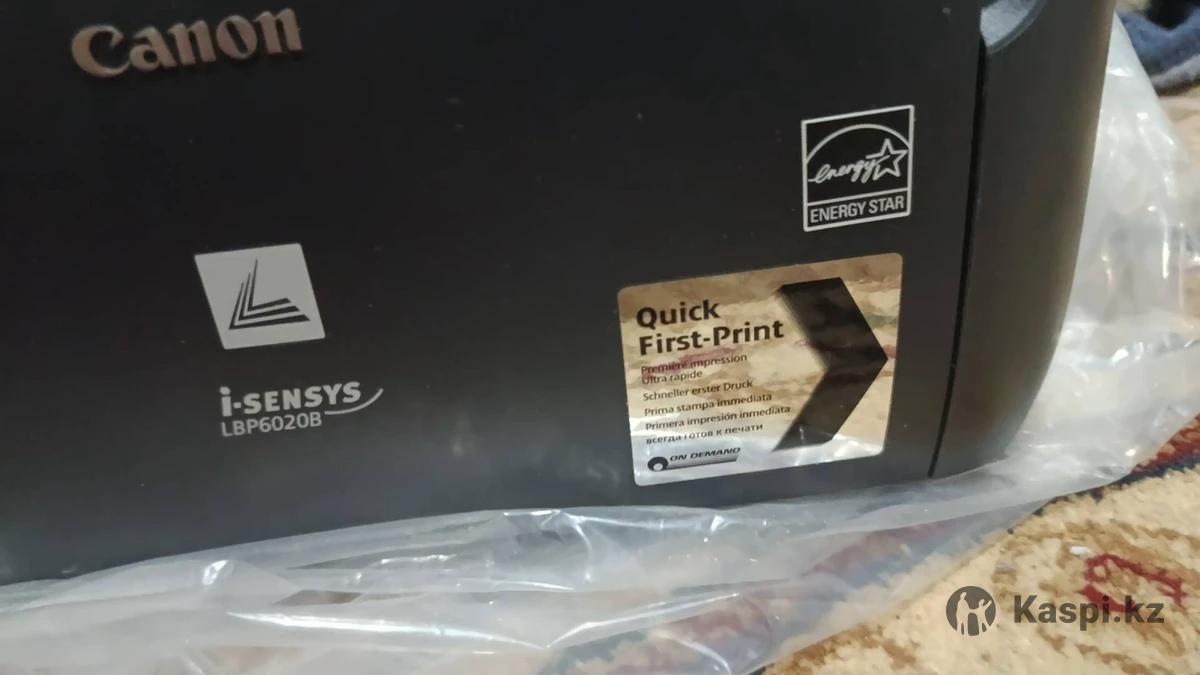 Canon
energy
ENERGY STAR
i-SENSYS
LBP6020B
Quick
First-Print
Première impression
Ultra rapide
Schneller erster Druck
Prima stampa immediata
Primera impresión inmediata
всегда готов к печати
ON DEMAND
Kaspi.kz